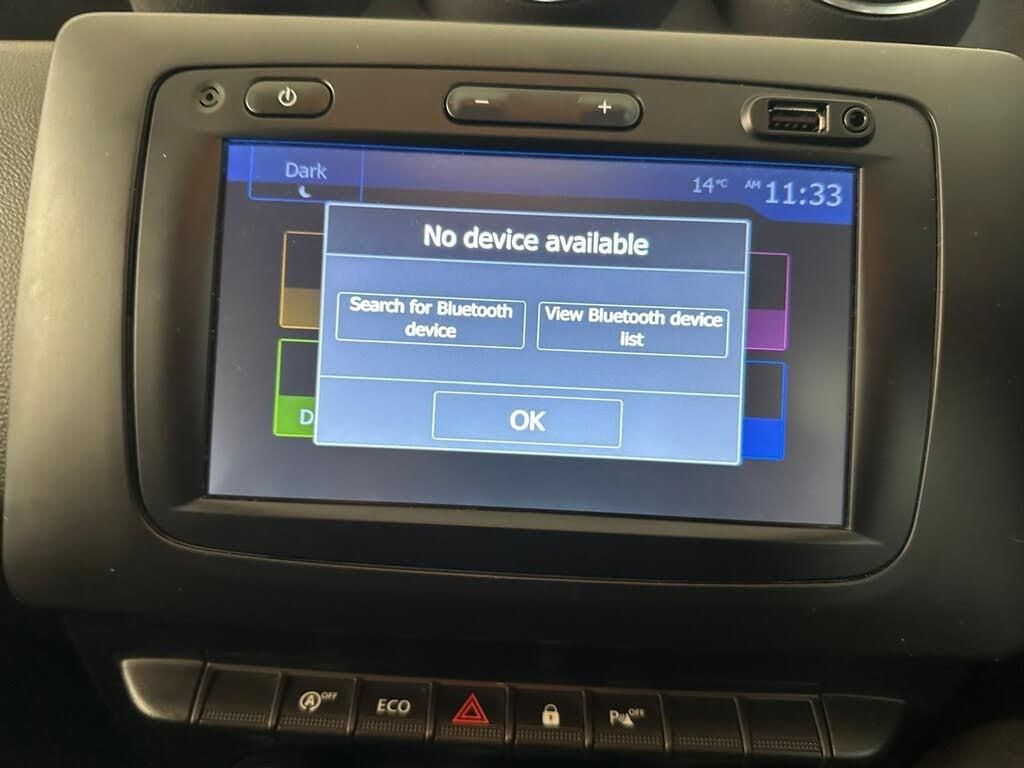 − +
Dark
14°C AM 11:33
No device available
Search for Bluetooth
device
View Bluetooth device
list
D
OK
A OFF
ECO
P OFF